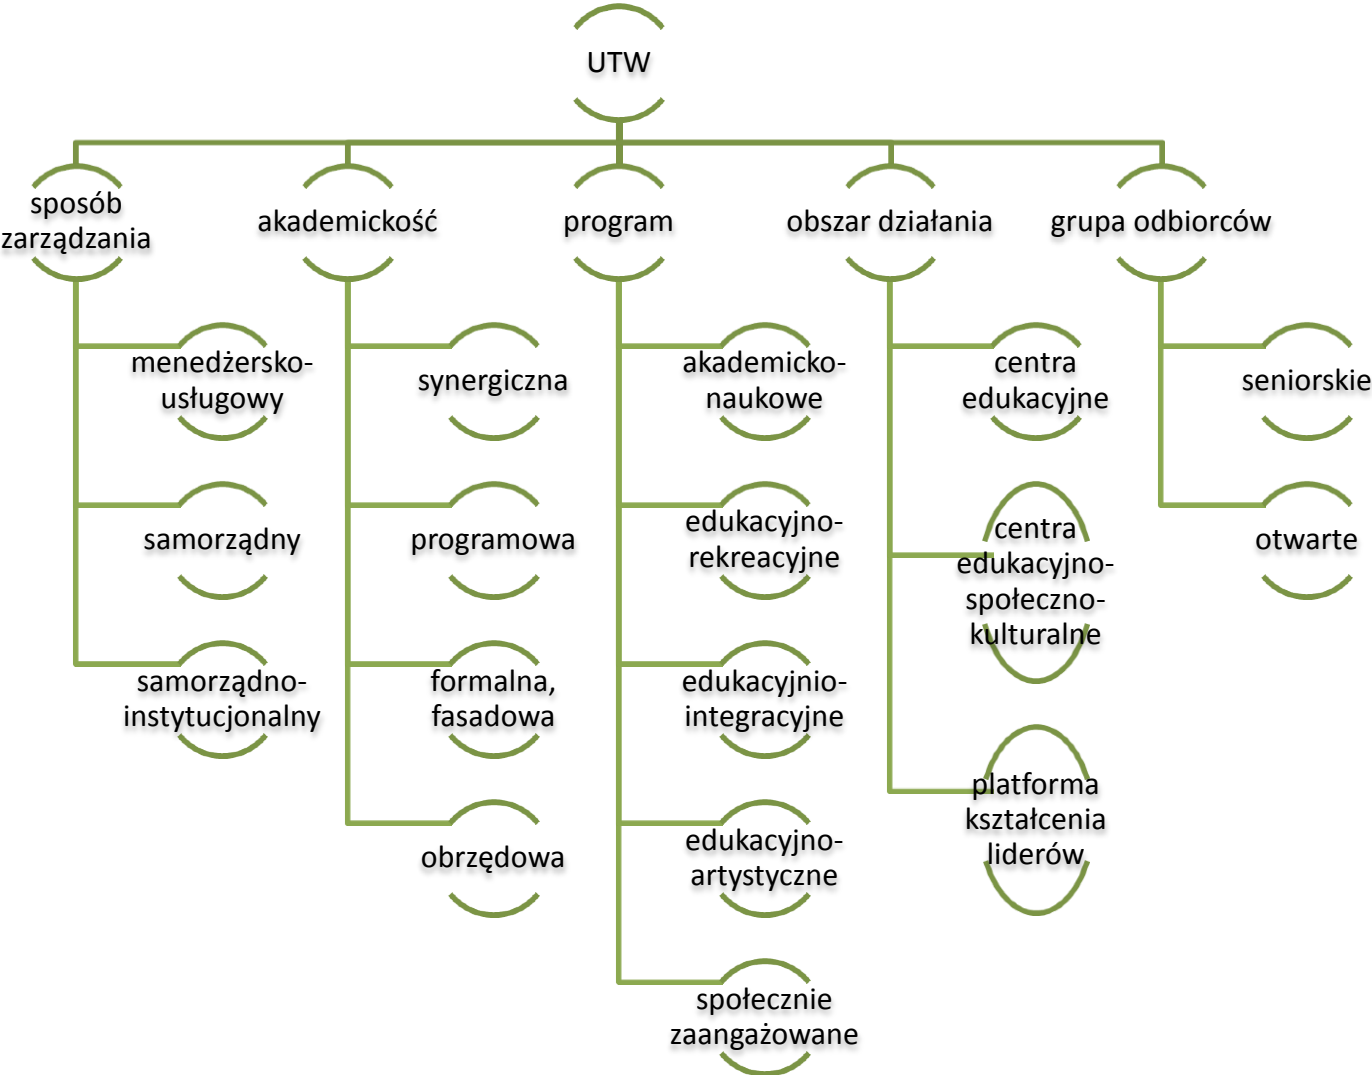 UTW
sposób
zarządzania
menedżersko-
usługowy
samorządny
samorządno-
instytucjonalny
akademickość
synergiczna
programowa
formalna,
fasadowa
obrzędowa
program
akademicko-
naukowe
edukacyjno-
rekreacyjne
edukacyjnio-
integracyjne
edukacyjno-
artystyczne
społecznie
zaangażowane
obszar działania
centra
edukacyjne
centra
edukacyjno-
społeczno-
kulturalne
platforma
kształcenia
liderów
grupa odbiorców
seniorskie
otwarte